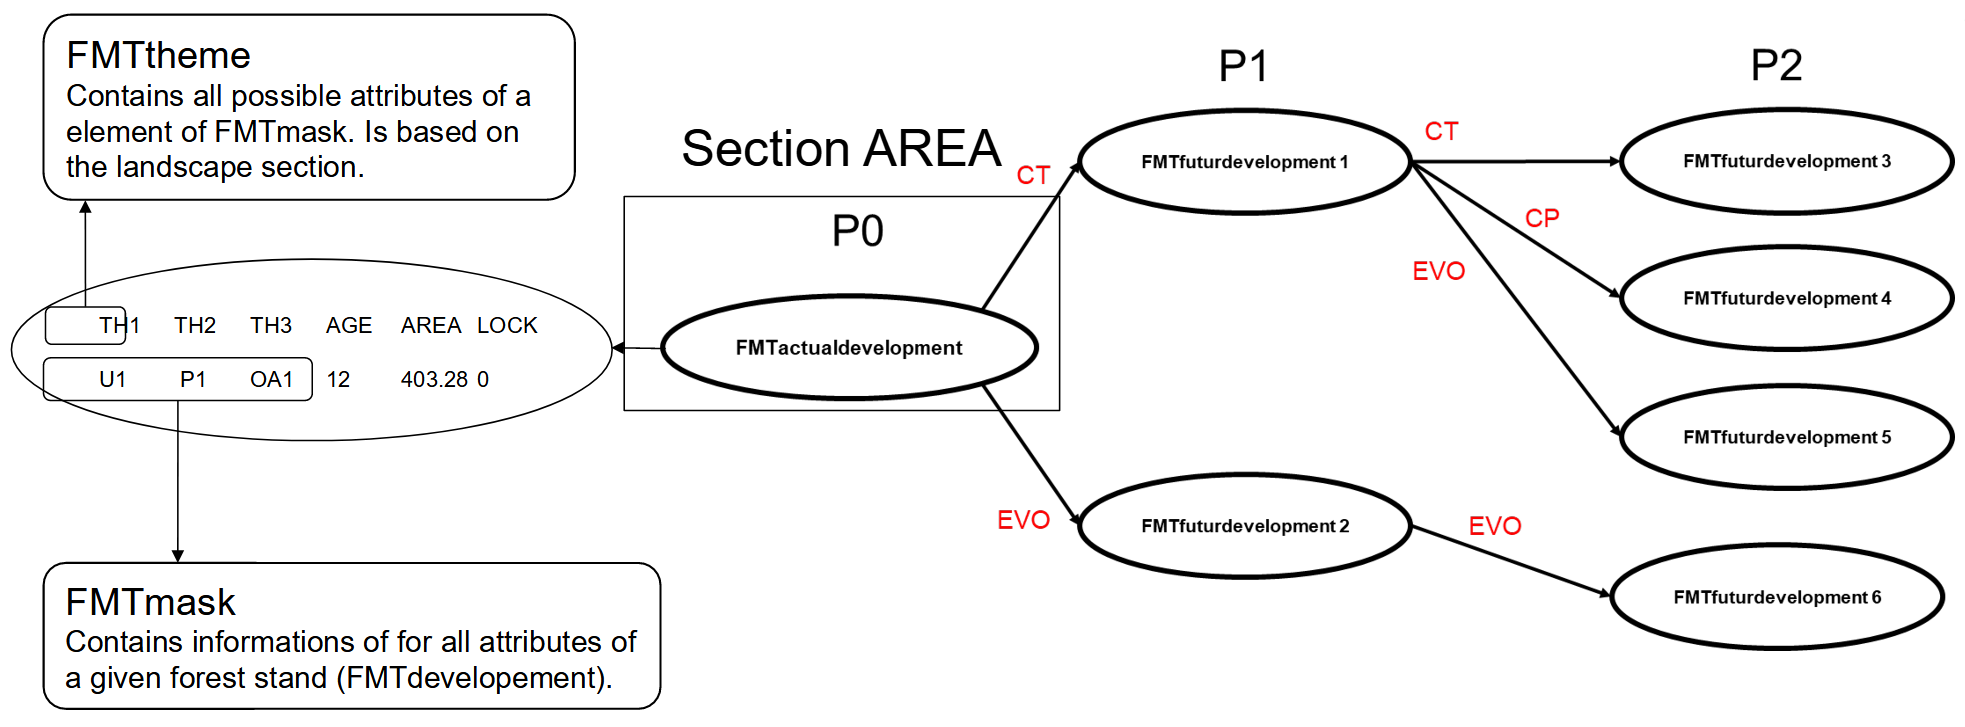 FMTtheme
Contains all possible attributes of a
element of FMTmask. Is based on
the landscape section.
Section AREA
P0
P1
P2
CT
FMTfuturdevelopment 1
CT
FMTfuturdevelopment 3
CP
FMTfuturdevelopment 4
EVO
TH1 TH2 TH3 AGE AREA LOCK
U1 P1 OA1 12 403.28 0
FMTactualdevelopment
FMTfuturdevelopment 5
EVO
FMTfuturdevelopment 2
EVO
FMTfuturdevelopment 6
FMTmask
Contains informations of for all attributes of
a given forest stand (FMTdevelopement).